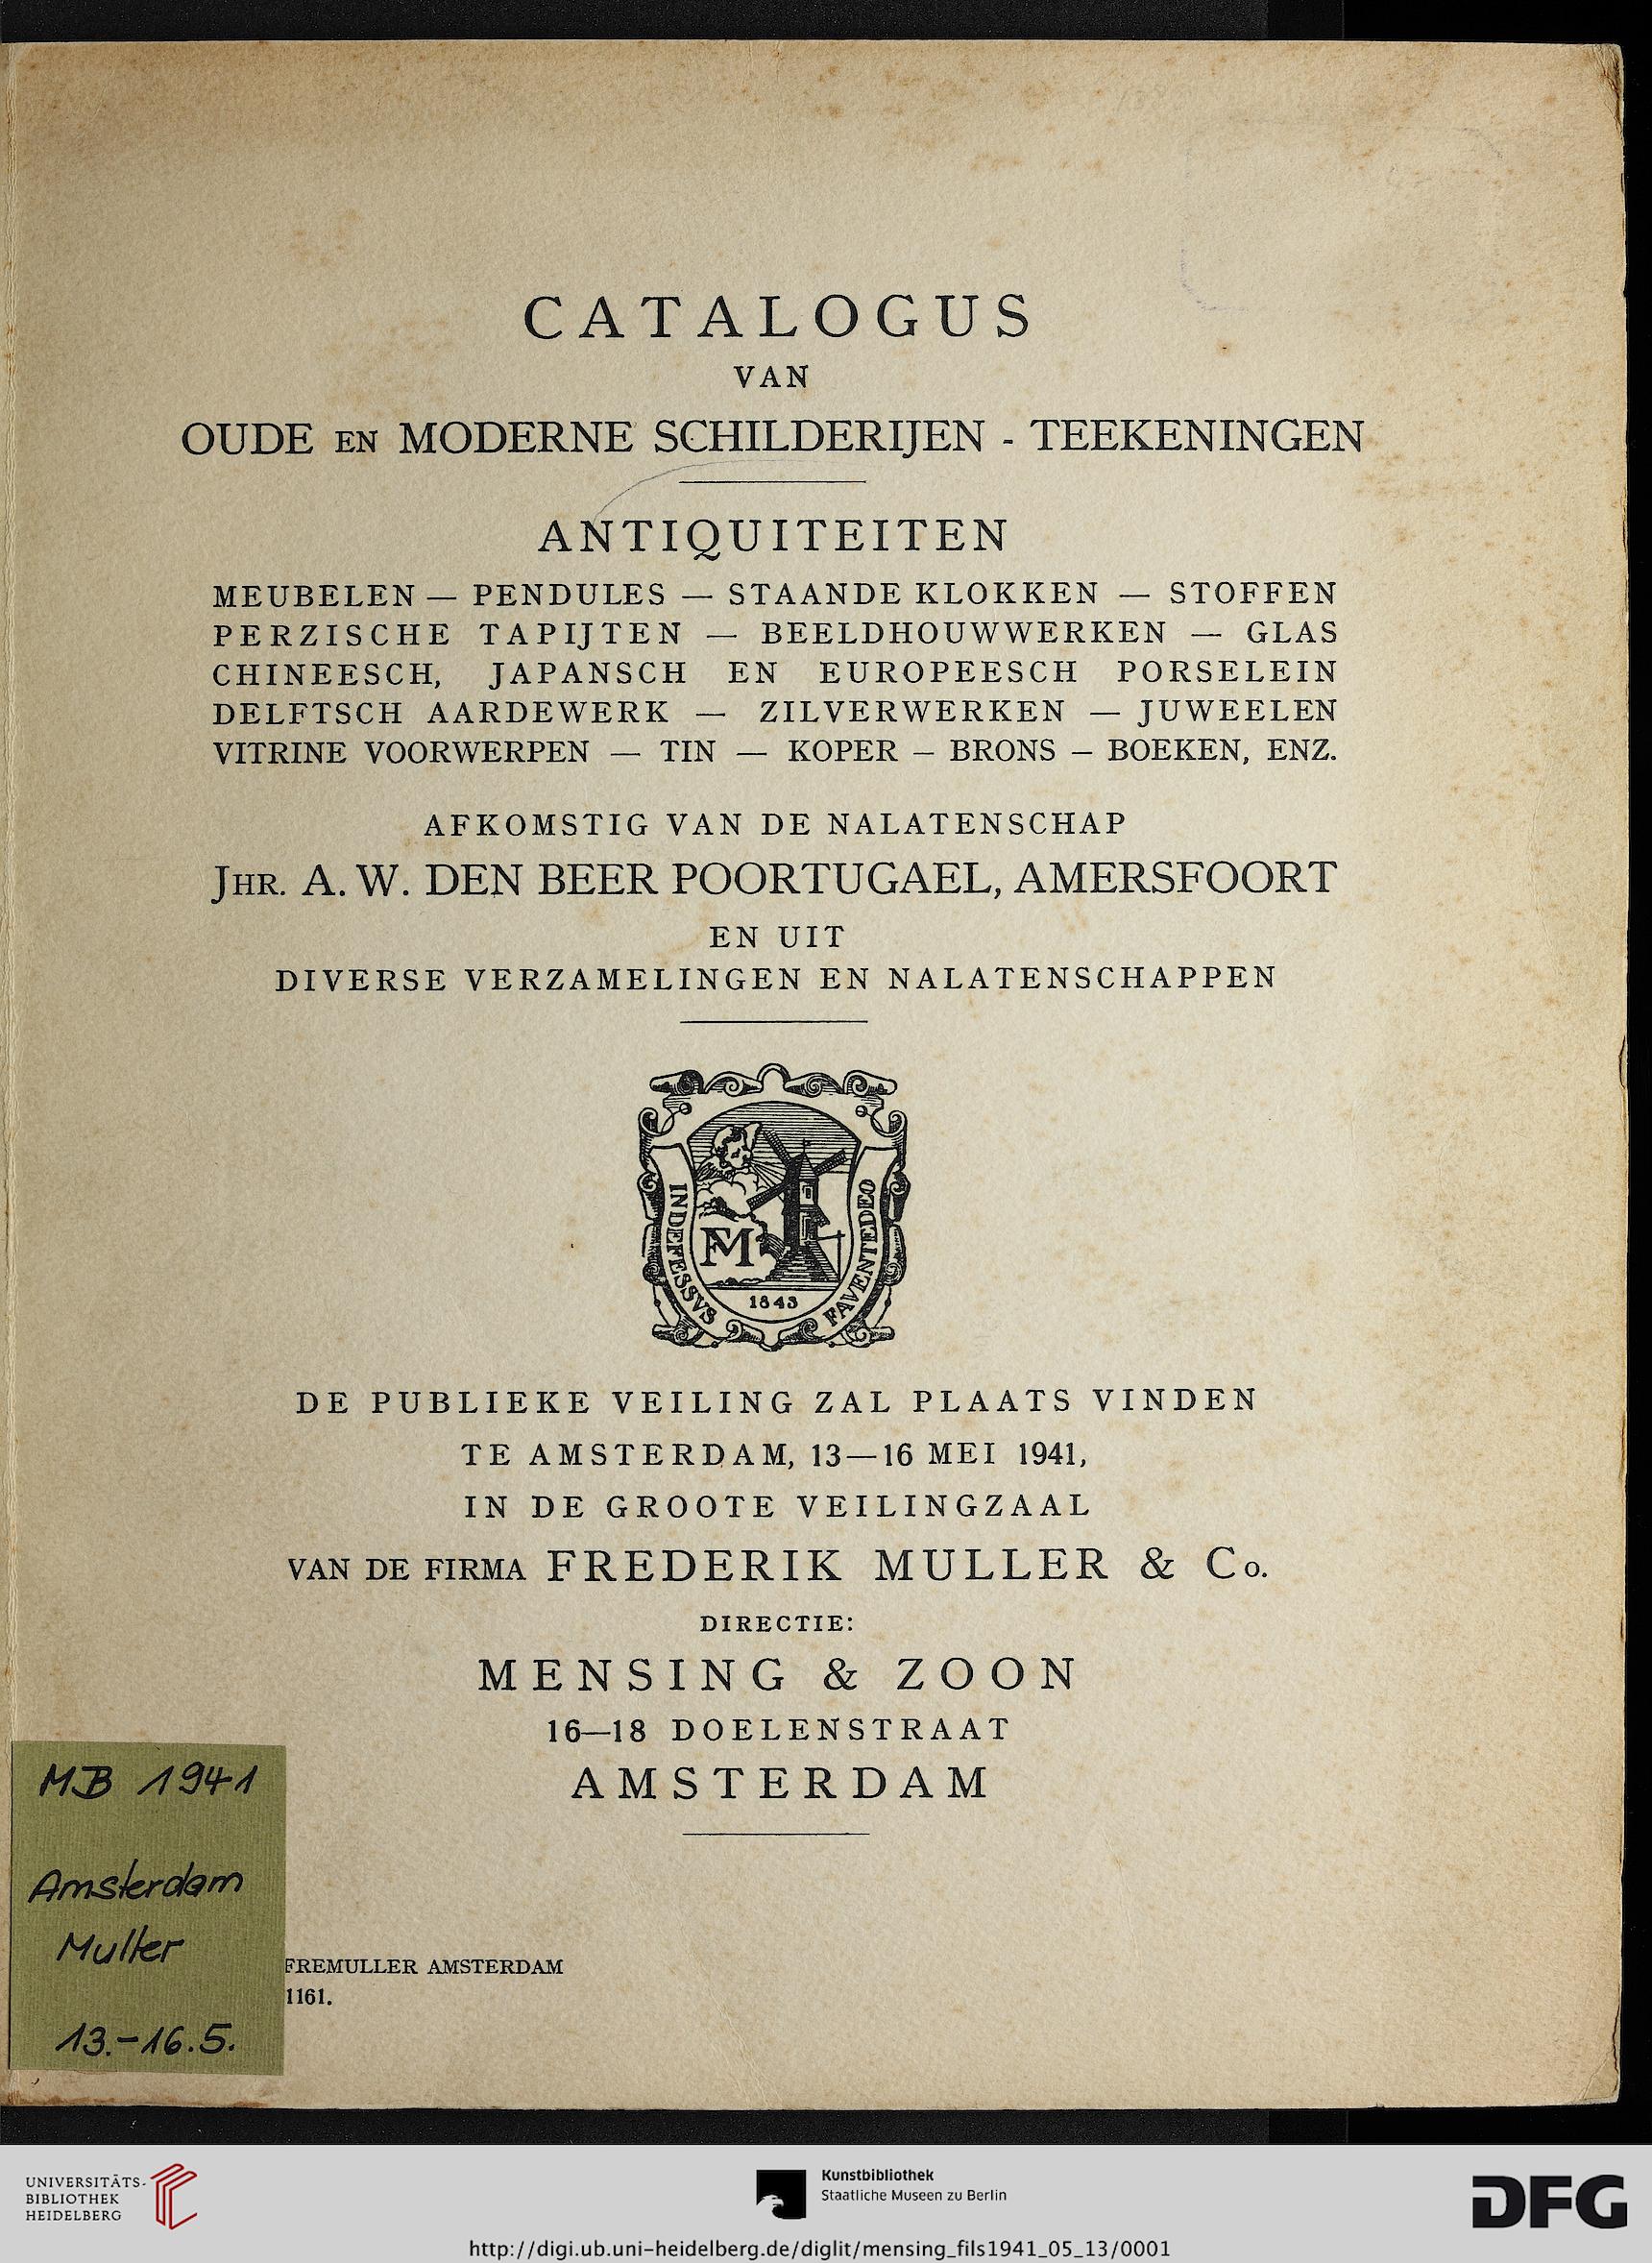 CATALOGUS
VAN
OUDE EN MODERNE SCHILDERIJEN - TEEKENINGEN
ANTIQUITEITEN
MEUBELEN — PENDULES — STAANDE KLOKKEN — STOFFEN
PERZISCHE TAPIJTEN — BEELDHOUWWERKEN — GLAS
CHINEESCH, JAPANSCH EN EUROPEESCH PORSELEIN
DELFTSCH AARDEWERK — ZILVERWERKEN — JUWEELEN
VITRINE VOORWERPEN — TIN — KOPER – BRONS – BOEKEN, ENZ.
AFKOMSTIG VAN DE NALATENSCHAP
JHR. A. W. DEN BEER POORTUGAEL, AMERSFOORT
EN UIT
DIVERSE VERZAMELINGEN EN NALATENSCHAPPEN
INDEFESSVS
FAVENTEDEO
FM
1843
DE PUBLIEKE VEILING ZAL PLAATS VINDEN
TE AMSTERDAM, 13—16 MEI 1941,
IN DE GROOTE VEILINGZAAL
VAN DE FIRMA FREDERIK MULLER & Co.
DIRECTIE:
MENSING & ZOON
16—18 DOELENSTRAAT
AMSTERDAM
MB 1941
Amsterdam
Muller
13.-16.5.
FREMULLER AMSTERDAM
1161.
UNIVERSITÄTS-
BIBLIOTHEK
HEIDELBERG
Kunstbibliothek
Staatliche Museen zu Berlin
DFG
http://digi.ub.uni-heidelberg.de/diglit/mensing_fils1941_05_13/0001